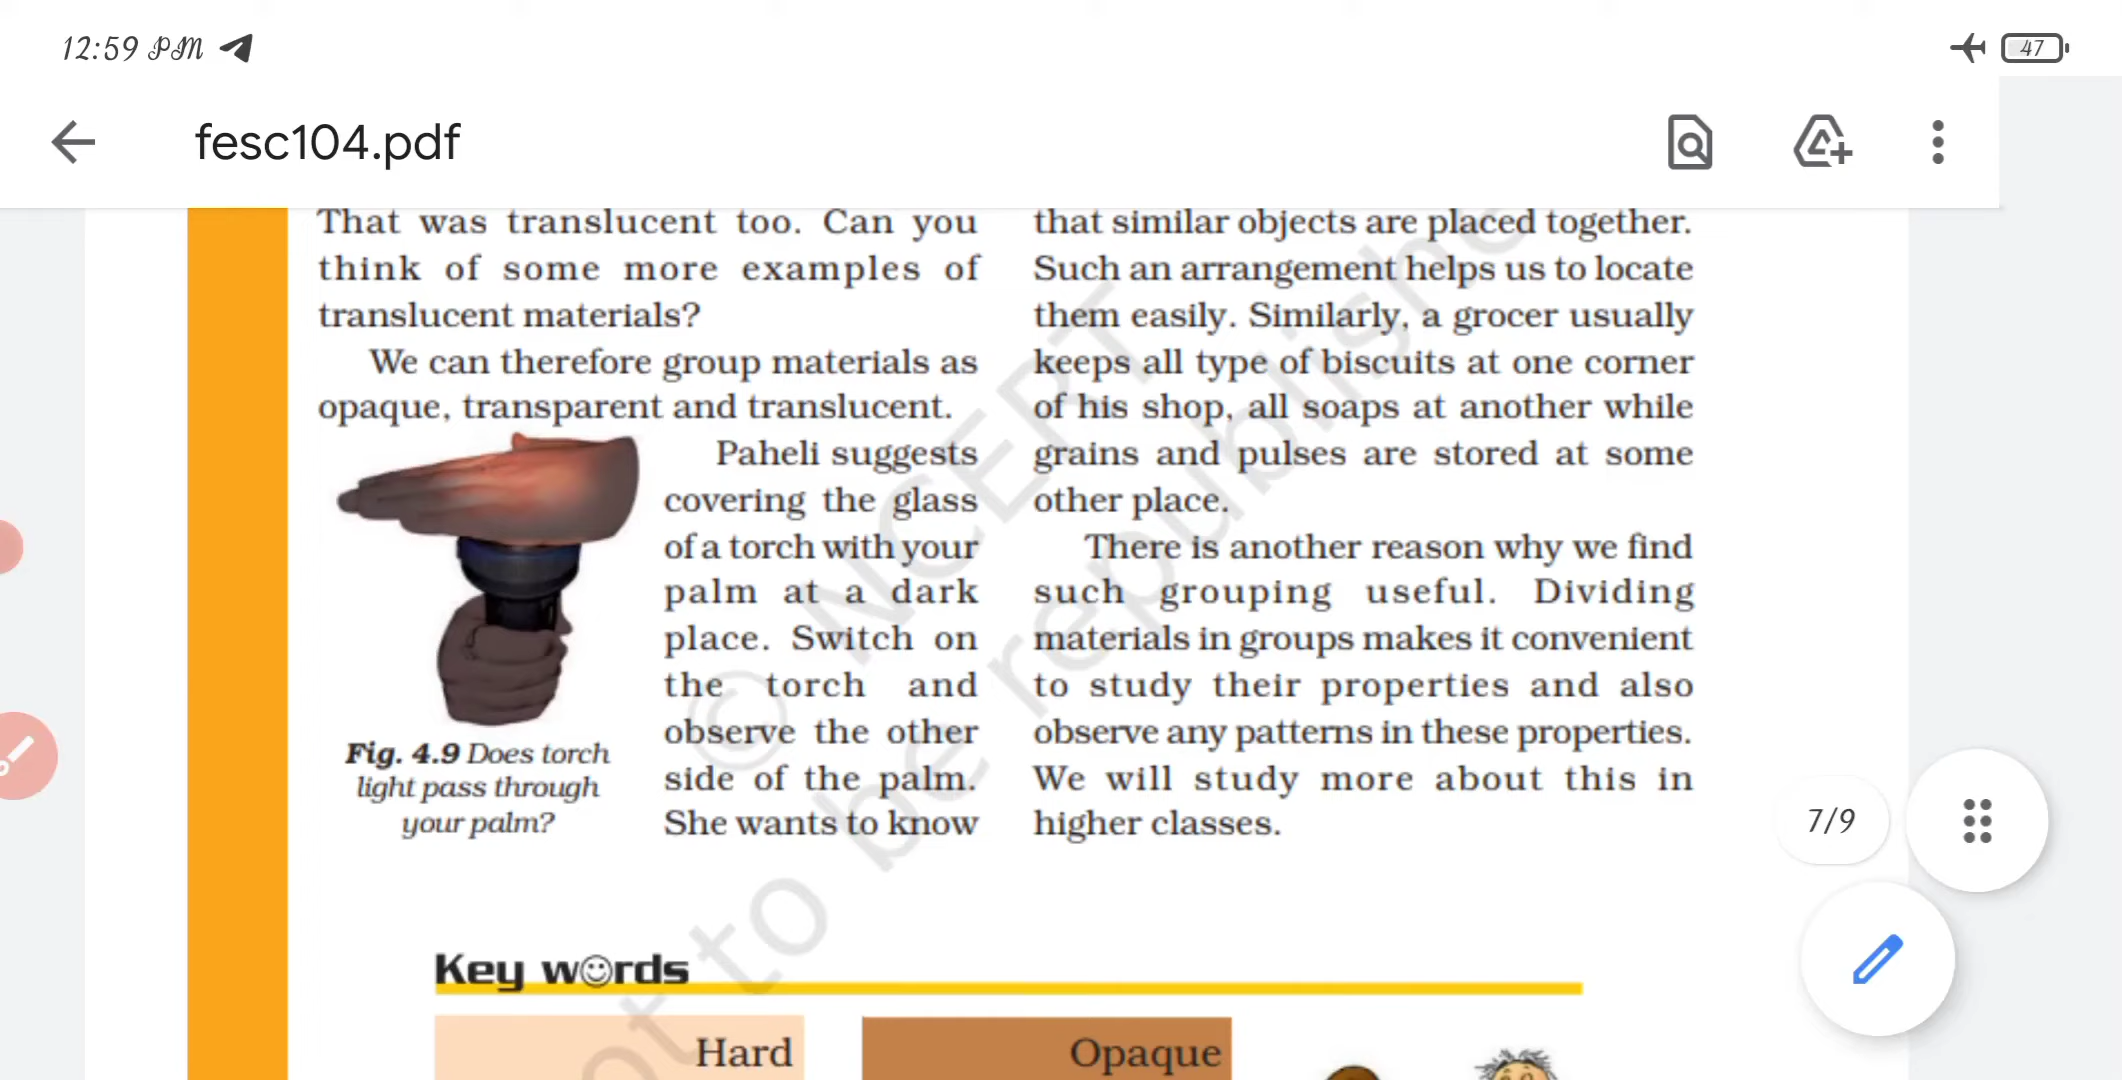 12:59 PM
47
fesc104.pdf
That was translucent too. Can you
think of some more examples of
translucent materials?
We can therefore group materials as
opaque, transparent and translucent.
Paheli suggests
covering the glass
of a torch with your
palm at a dark
place. Switch on
the torch and
observe the other
side of the palm.
She wants to know
Fig. 4.9 Does torch
light pass through
your palm?
that similar objects are placed together.
Such an arrangement helps us to locate
them easily. Similarly, a grocer usually
keeps all type of biscuits at one corner
of his shop, all soaps at another while
grains and pulses are stored at some
other place.
There is another reason why we find
such grouping useful. Dividing
materials in groups makes it convenient
to study their properties and also
observe any patterns in these properties.
We will study more about this in
higher classes.
7/9
© NCERT
not to be republished
Key words
Hard
Opaque